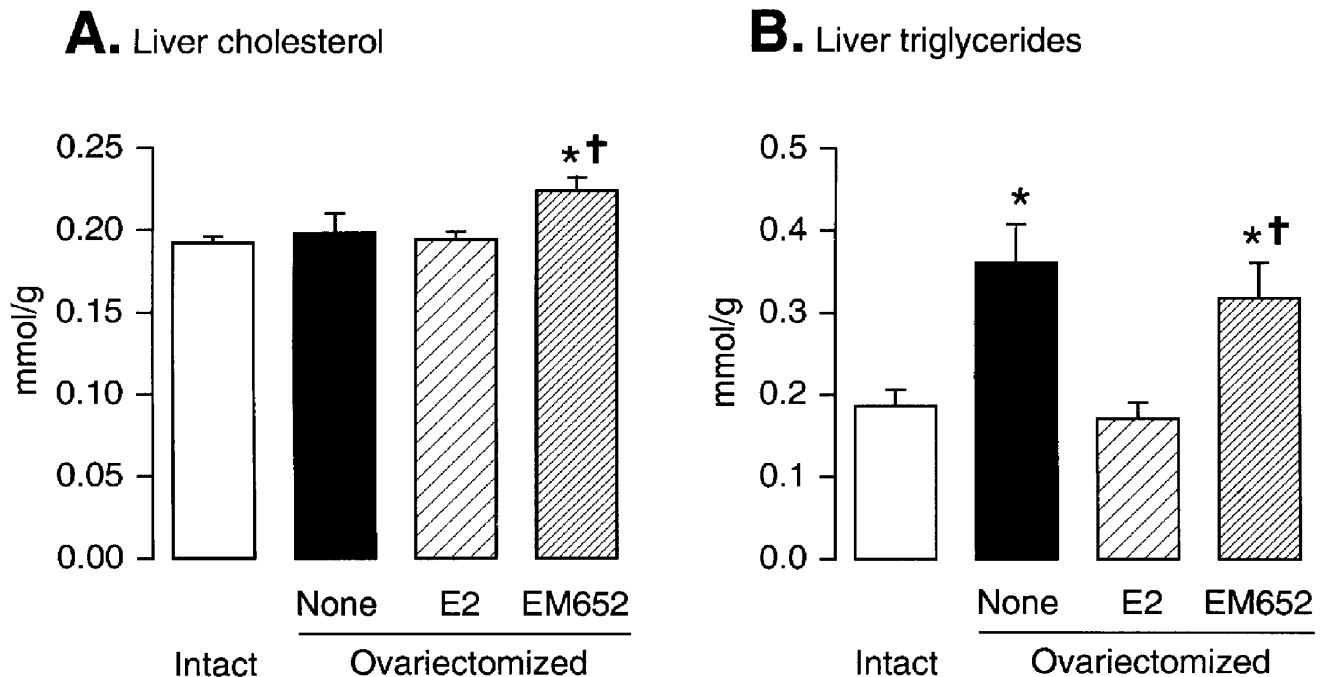 A. Liver cholesterol
0.25
0.20
0.15
0.10
0.05
0.00
mmol/g
*†
None E2 EM652
Intact Ovariectomized
B. Liver triglycerides
0.5
0.4
0.3
0.2
0.1
0.0
mmol/g
*
*†
None E2 EM652
Intact Ovariectomized